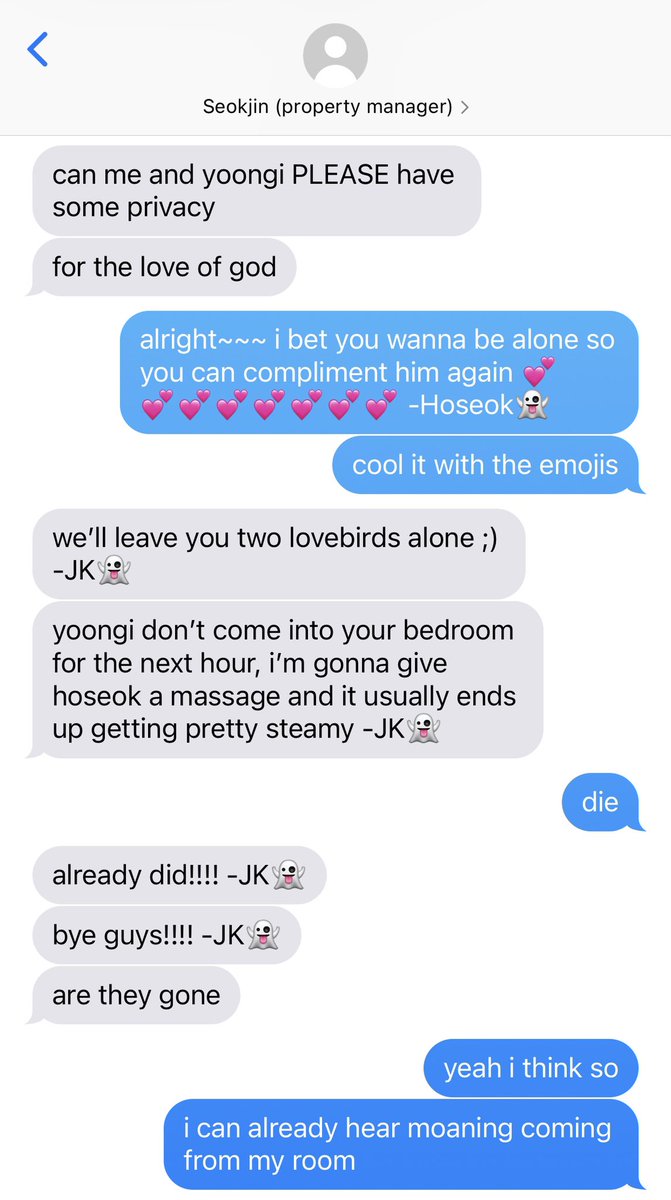 Seokjin (property manager) >
can me and yoongi PLEASE have
some privacy
for the love of god
alright~~~ i bet you wanna be alone so
you can compliment him again 💕
💕💕💕💕💕💕💕 -Hoseok👻
cool it with the emojis
we’ll leave you two lovebirds alone ;)
-JK👻
yoongi don’t come into your bedroom
for the next hour, i’m gonna give
hoseok a massage and it usually ends
up getting pretty steamy -JK👻
die
already did!!!! -JK👻
bye guys!!!! -JK👻
are they gone
yeah i think so
i can already hear moaning coming
from my room